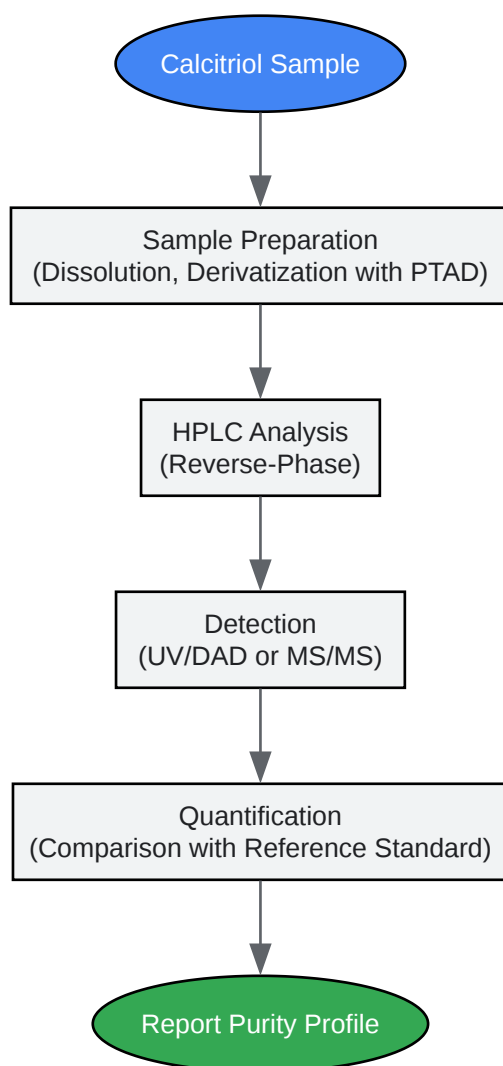 Calcitriol Sample
Sample Preparation
(Dissolution, Derivatization with PTAD)
HPLC Analysis
(Reverse-Phase)
Detection
(UV/DAD or MS/MS)
Quantification
(Comparison with Reference Standard)
Report Purity Profile